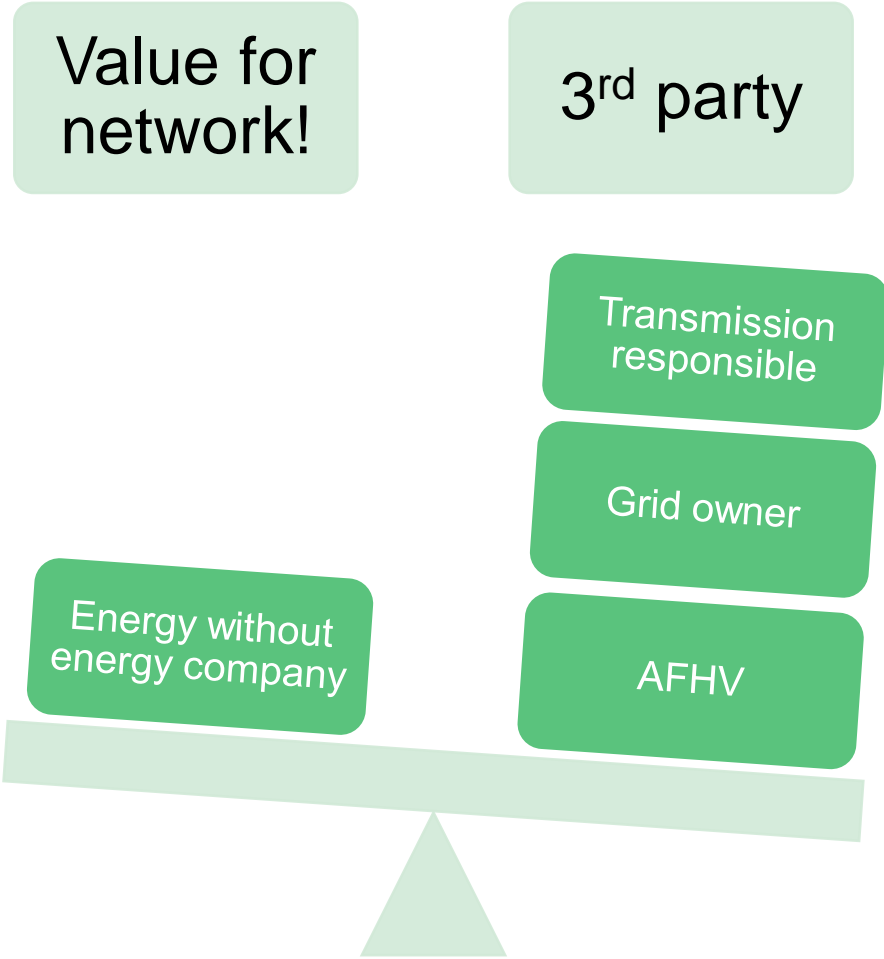 Value for
network!
3rd party
Transmission
responsible
Grid owner
Energy without
energy company
AFHV